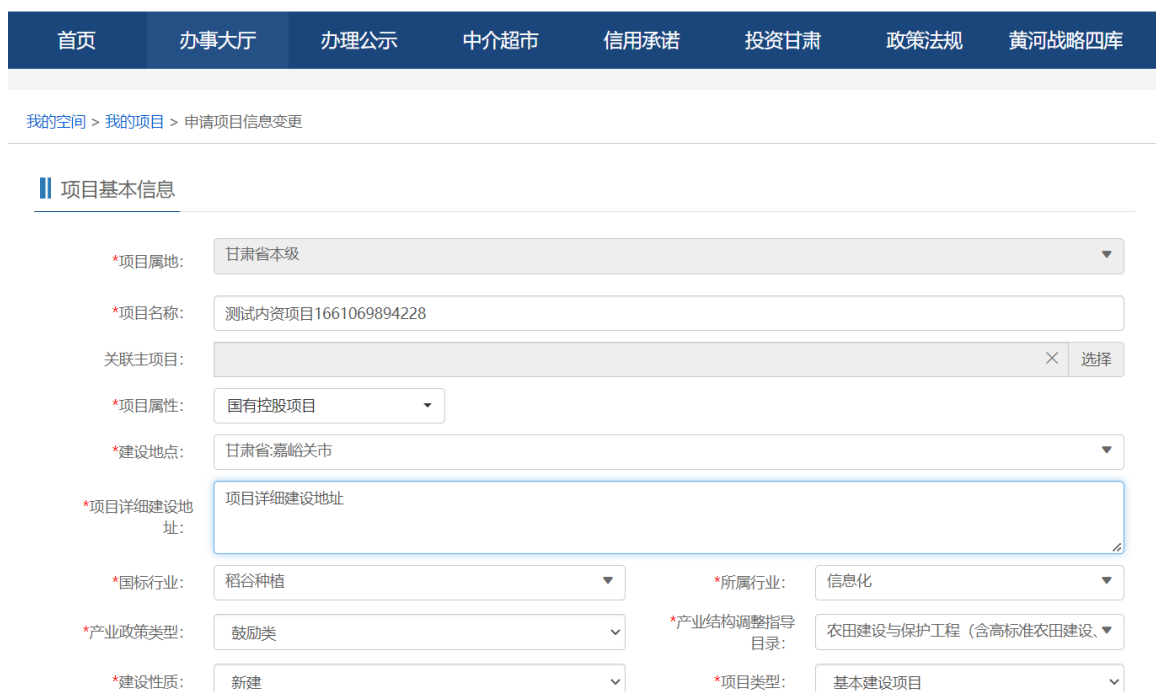 首页 办事大厅 办理公示 中介超市 信用承诺 投资甘肃 政策法规 黄河战略四库
我的空间 > 我的项目 > 申请项目信息变更
项目基本信息
*项目属地： 甘肃省本级
*项目名称： 测试内资项目1661069894228
关联主项目： 选择
*项目属性： 国有控股项目
*建设地点： 甘肃省:嘉峪关市
*项目详细建设地 项目详细建设地址
址：
*国标行业： 稻谷种植 *所属行业： 信息化
*产业政策类型： 鼓励类 *产业结构调整指导 农田建设与保护工程（含高标准农田建设、
目录：
*建设性质： 新建 *项目类型： 基本建设项目